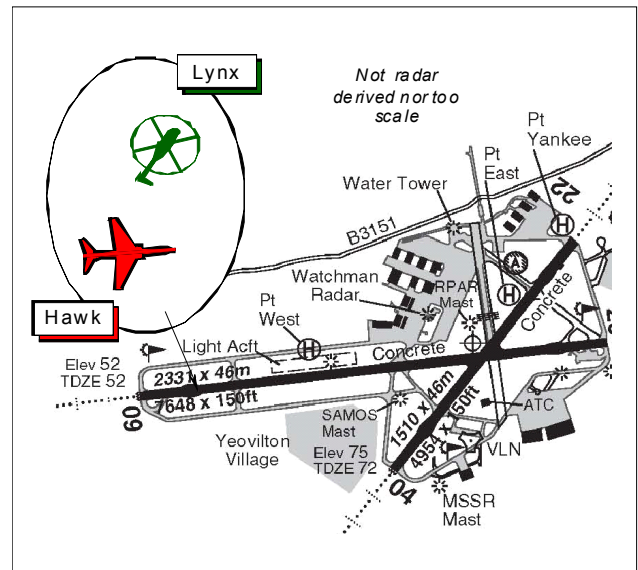 Lynx
Not radar
derived nor too
scale
Pt
Yankee
Pt
East
22
Water Tower
B3151
A
H
Watchman
Radar
RPAR
Mast
H
Hawk
Pt
West
H
Concrete
Light Acft
Concrete
Elev 52
TDZE 52
2331 x 46m
7648 x 150ft
09
SAMOS
Mast
1510 x 46m
4954 x 150ft
ATC
Yeovilton
Village
Elev 75
TDZE 72
VLN
04
MSSR
Mast